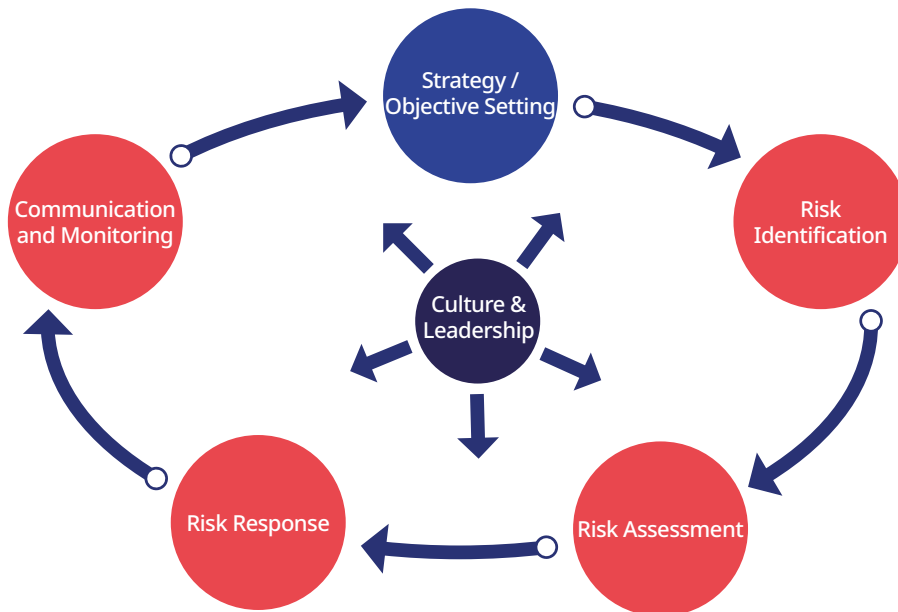 Strategy /
Objective Setting
Risk
Identification
Risk Assessment
Risk Response
Communication
and Monitoring
Culture &
Leadership